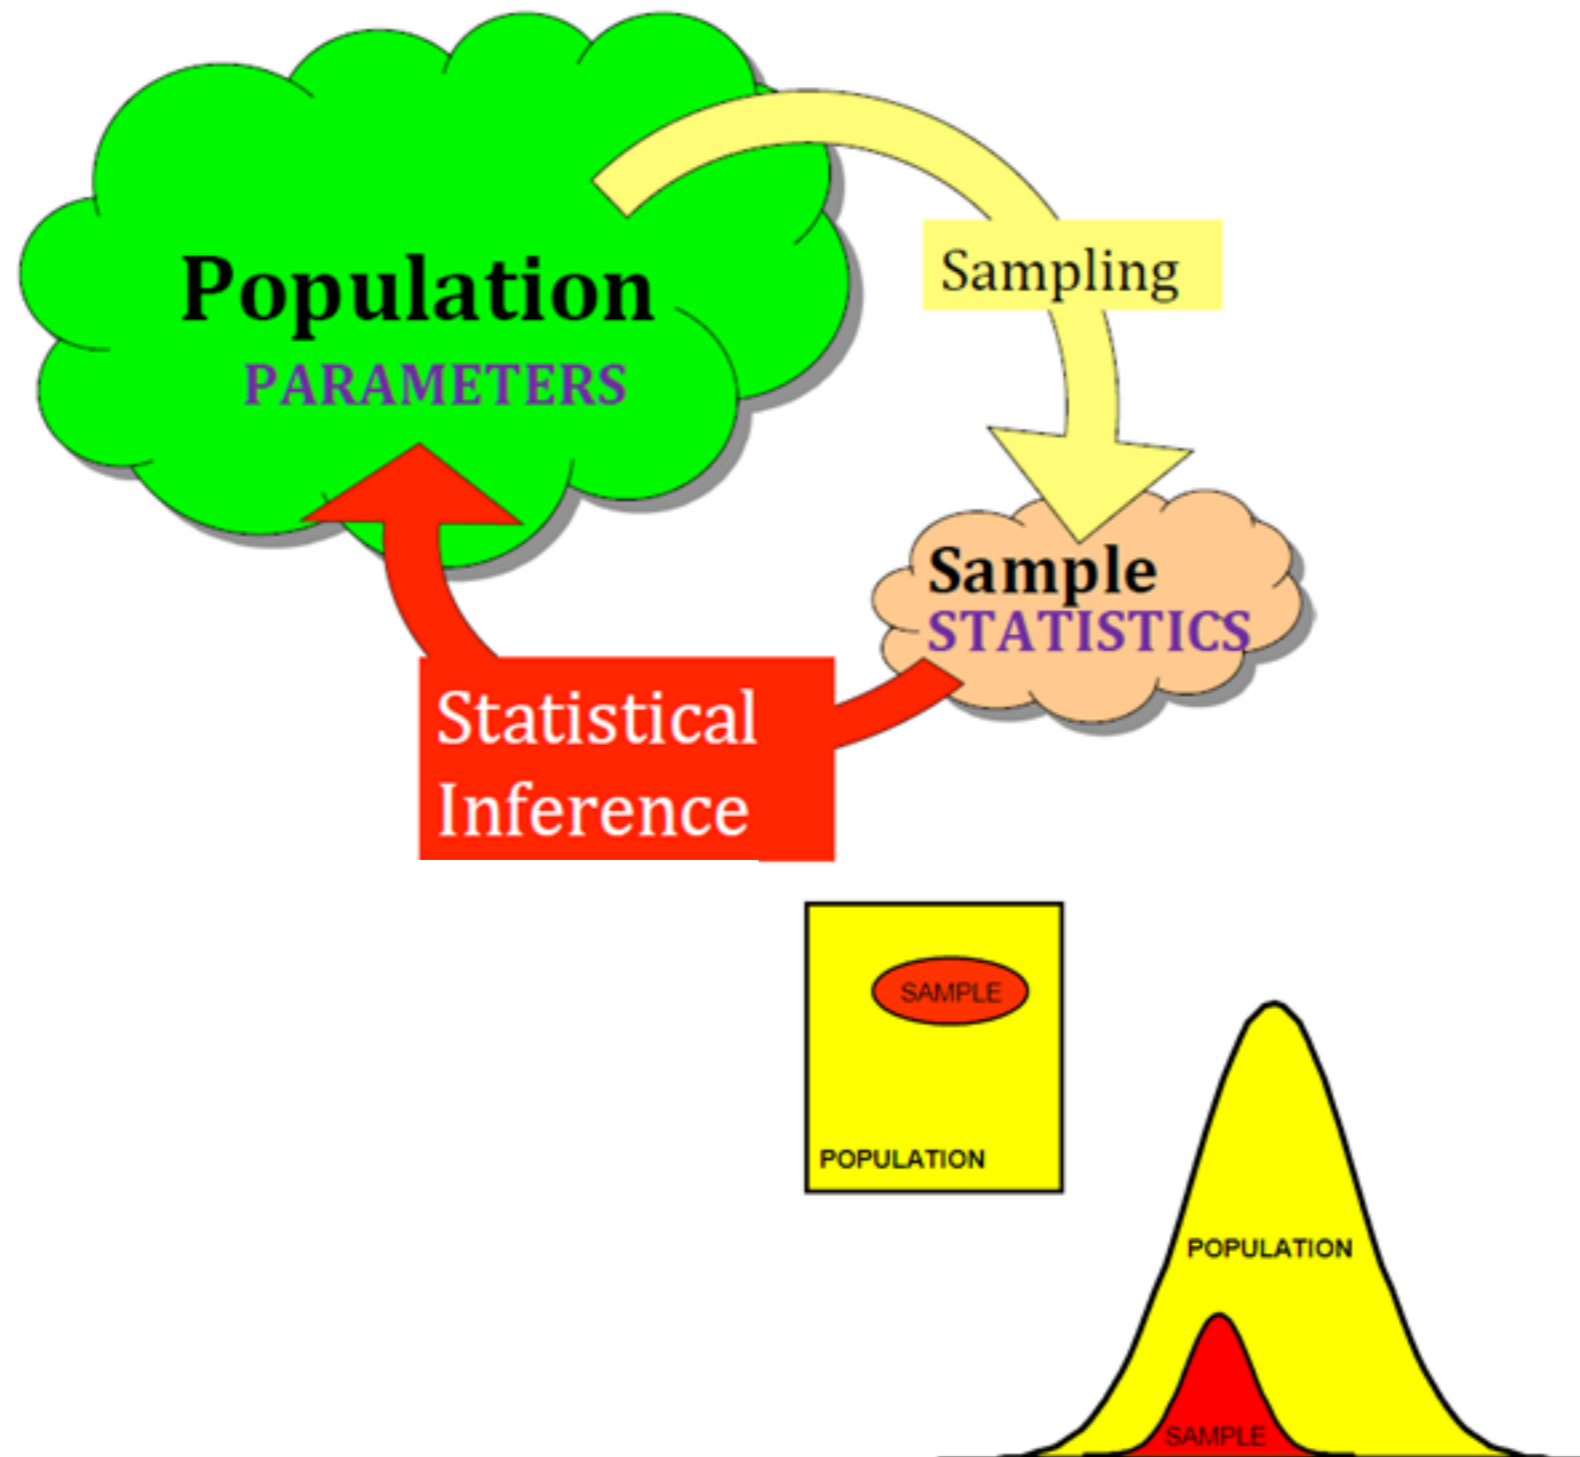 Population
PARAMETERS
Sampling
Sample
STATISTICS
Statistical
Inference
SAMPLE
POPULATION
POPULATION
SAMPLE